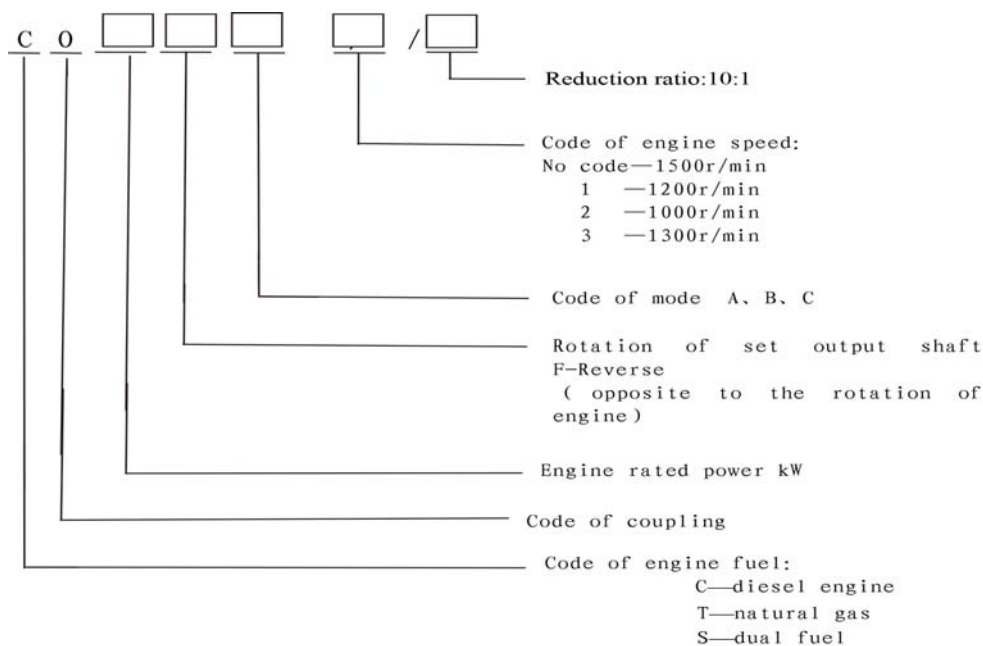 C O /
Reduction ratio:10:1
Code of engine speed:
No code—1500r/min
1 —1200r/min
2 —1000r/min
3 —1300r/min
Code of mode A、B、C
Rotation of set output shaft
F-Reverse
( opposite to the rotation of
engine)
Engine rated power kW
Code of coupling
Code of engine fuel:
C—diesel engine
T—natural gas
S—dual fuel